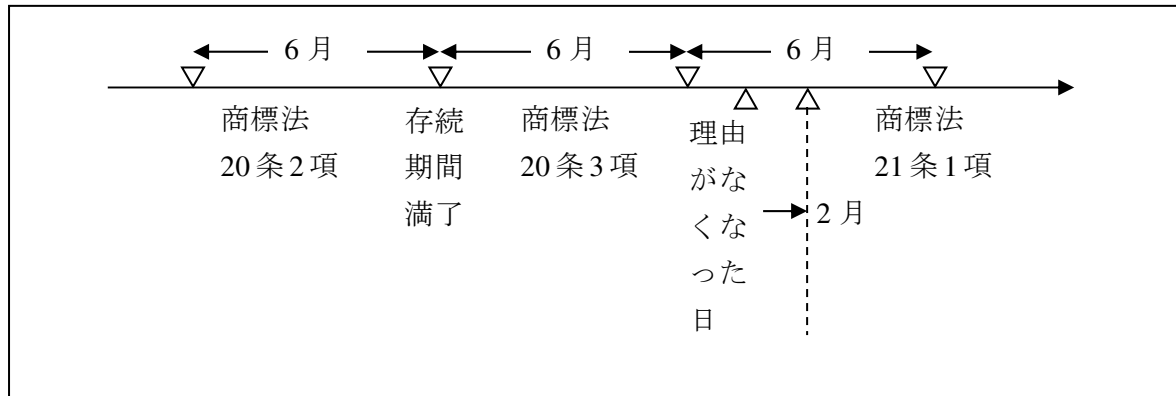 6月
6月
6月
商標法
20条2項
存続
期間
満了
商標法
20条3項
理由
がな
くな
った
日
2月
商標法
21条1項